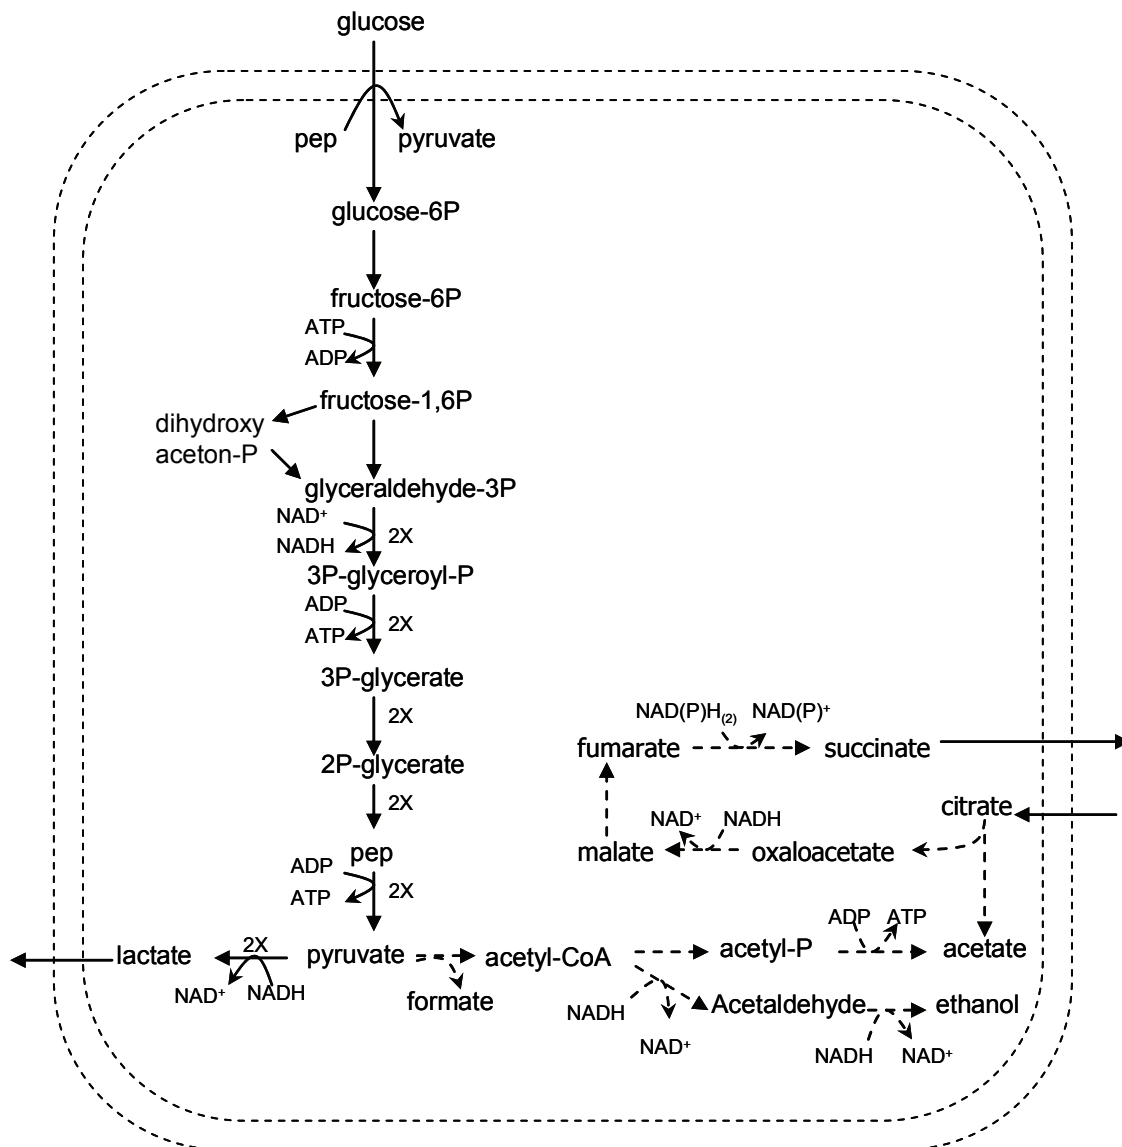 glucose
pep
pyruvate
glucose-6P
fructose-6P
ATP
ADP
fructose-1,6P
dihydroxy
aceton-P
glyceraldehyde-3P
NAD+
2X
NADH
3P-glyceroyl-P
ADP
2X
ATP
3P-glycerate
2X
2P-glycerate
2X
pep
ADP
2X
ATP
NAD(P)H(2)
NAD(P)+
fumarate
succinate
citrate
NAD+
NADH
malate
oxaloacetate
ADP
ATP
lactate
2X
pyruvate
acetyl-CoA
acetyl-P
acetate
NAD+
NADH
formate
NADH
NAD+
Acetaldehyde
ethanol
NADH
NAD+